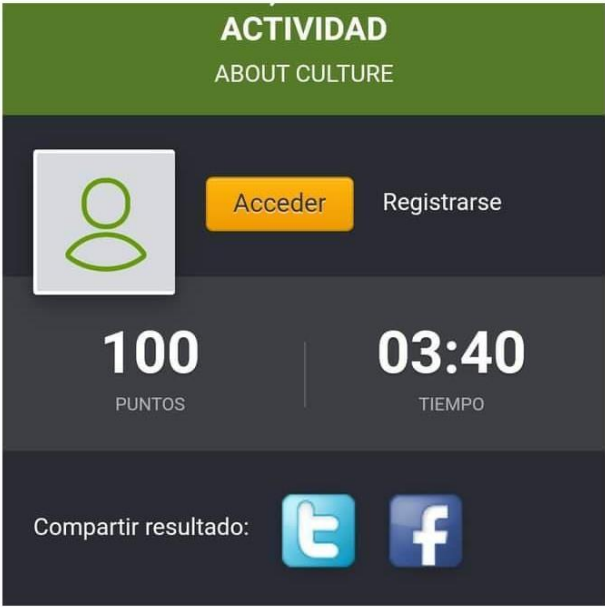 ACTIVIDAD
ABOUT CULTURE
Acceder Registrarse
100 03:40
PUNTOS TIEMPO
Compartir resultado: